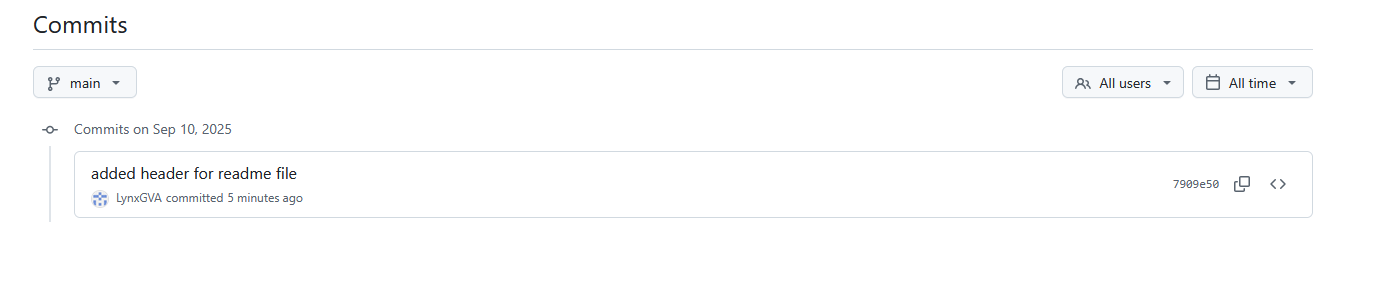 Commits
main
All users
All time
Commits on Sep 10, 2025
added header for readme file
7909e50
LynxGVA committed 5 minutes ago